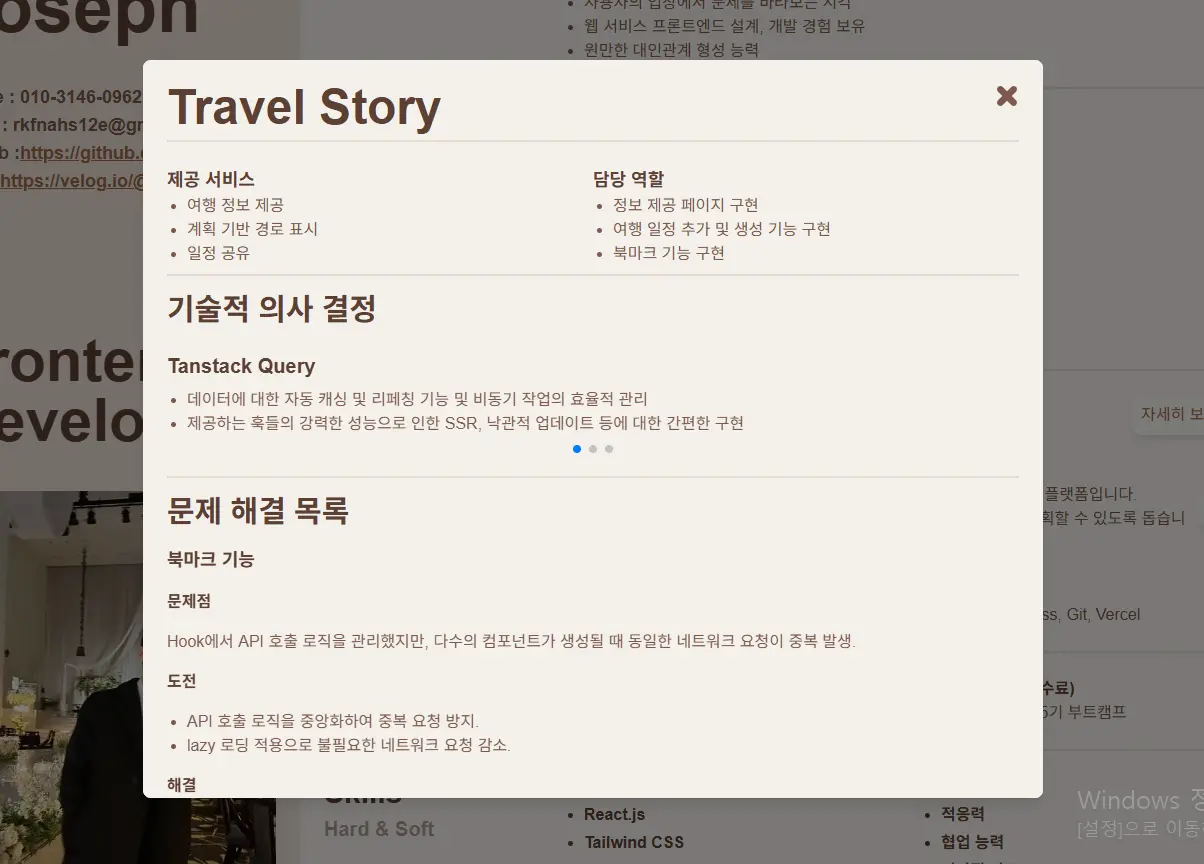 oseph
사용자의 입장에서 문제를 바라보는 시각
웹 서비스 프론트엔드 설계, 개발 경험 보유
원만한 대인관계 형성 능력
e : 010-3146-0962
: rkfnahs12e@gm
b :https://github.
https://velog.io/@
ronte
evelo
Travel Story
제공 서비스
여행 정보 제공
계획 기반 경로 표시
일정 공유
담당 역할
정보 제공 페이지 구현
여행 일정 추가 및 생성 기능 구현
북마크 기능 구현
기술적 의사 결정
Tanstack Query
데이터에 대한 자동 캐싱 및 리페칭 기능 및 비동기 작업의 효율적 관리
제공하는 훅들의 강력한 성능으로 인한 SSR, 낙관적 업데이트 등에 대한 간편한 구현
문제 해결 목록
북마크 기능
문제점
Hook에서 API 호출 로직을 관리했지만, 다수의 컴포넌트가 생성될 때 동일한 네트워크 요청이 중복 발생.
도전
API 호출 로직을 중앙화하여 중복 요청 방지.
lazy 로딩 적용으로 불필요한 네트워크 요청 감소.
해결
자세히 보
플랫폼입니다.
획할 수 있도록 돕습니
ss, Git, Vercel
수료)
5기 부트캠프
Skills
Hard & Soft
React.js
Tailwind CSS
적응력
협업 능력
Windows 정
[설정]으로 이동